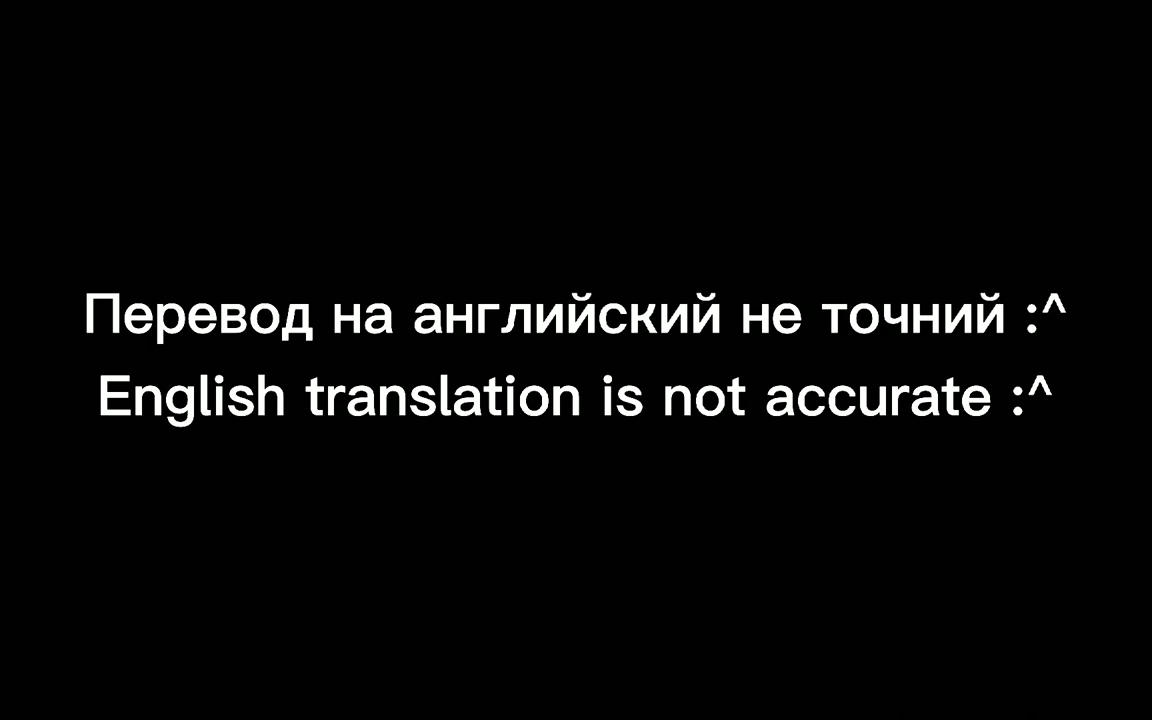 Перевод на английский не точний :^
English translation is not accurate :^